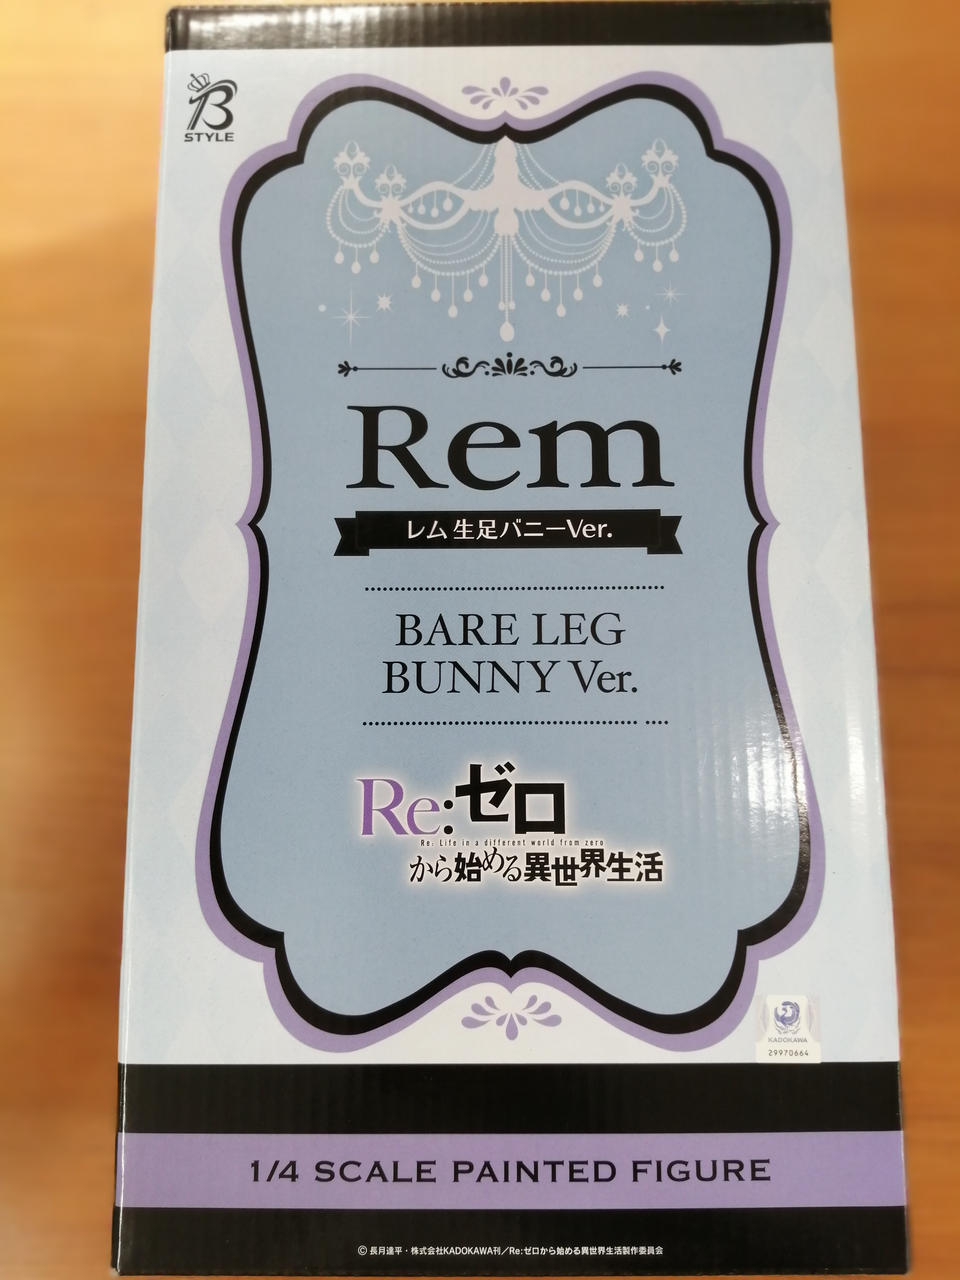 B
STYLE
Rem
レム 生足バニーVer.
BARE LEG
BUNNY Ver.
Re:ゼロ
Re: Life in a different world from zero
から始める異世界生活
KADOKAWA
29970664
1/4 SCALE PAINTED FIGURE
© 長月達平・株式会社KADOKAWA刊／Re:ゼロから始める異世界生活製作委員会